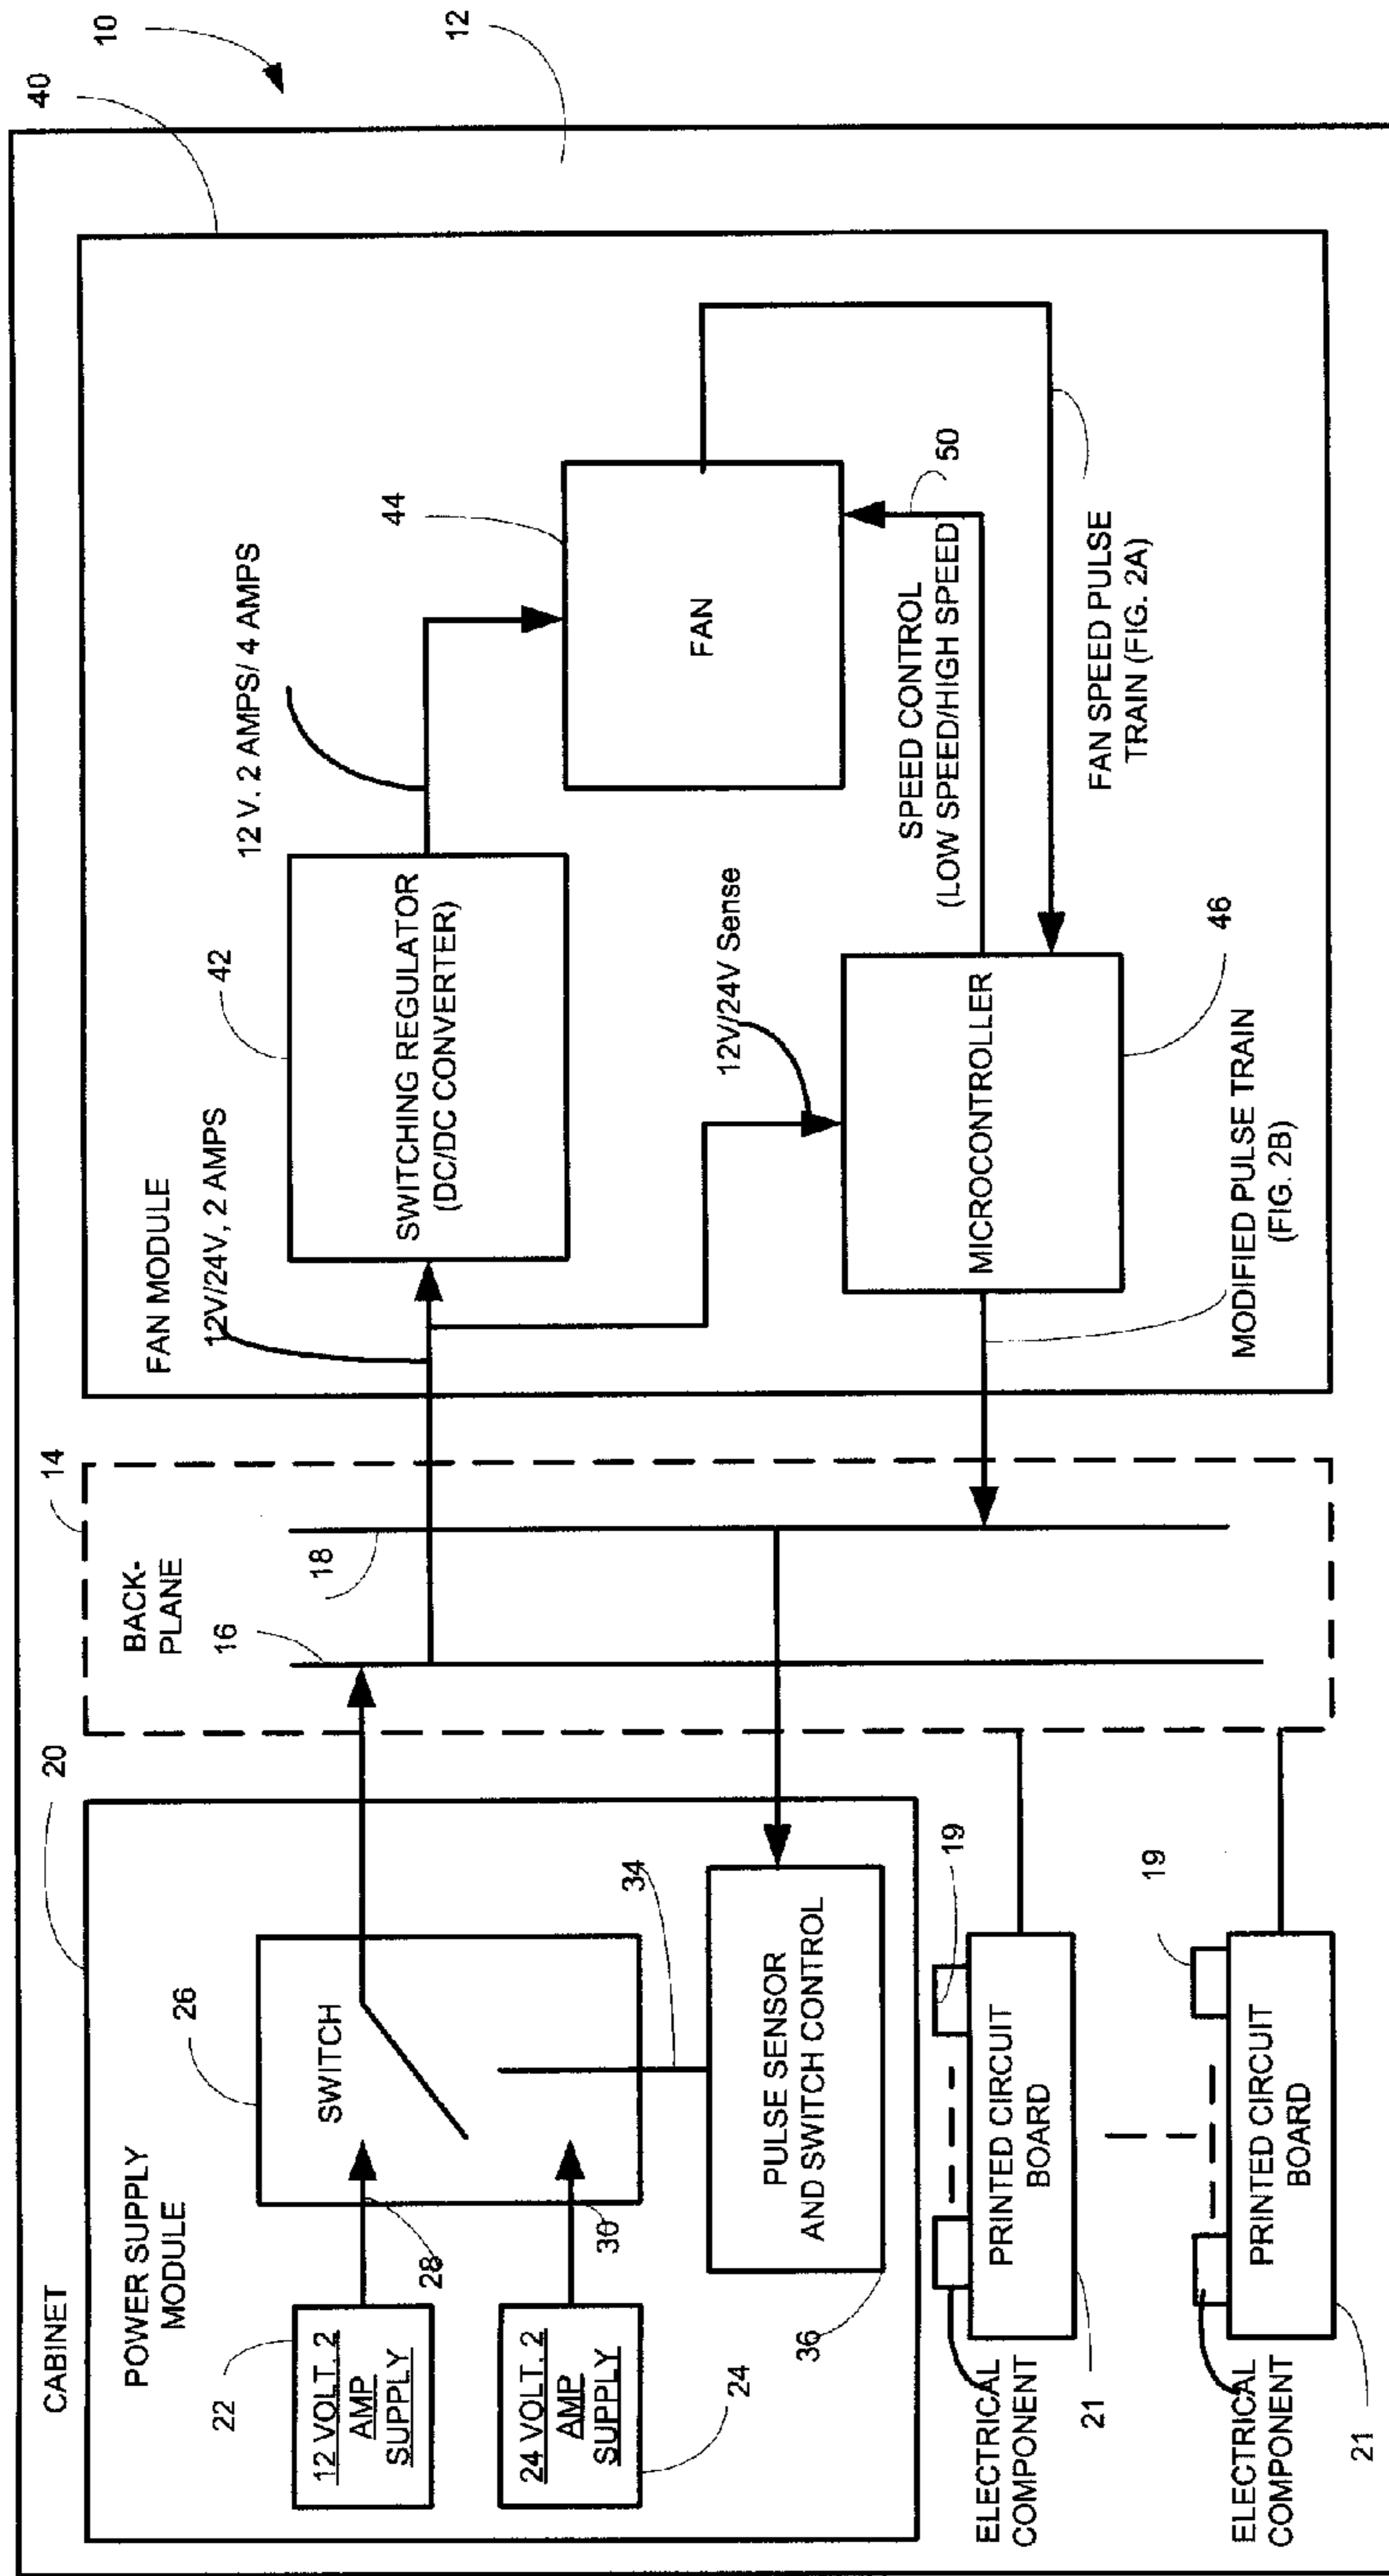 10
12
40
CABINET
20
14
POWER SUPPLY
MODULE
BACK-
PLANE
FAN MODULE
22
12 VOLT. 2
AMP
SUPPLY
28
26
SWITCH
16
18
12V/24V, 2 AMPS
42
SWITCHING REGULATOR
(DC/DC CONVERTER)
12 V. 2 AMPS/ 4 AMPS
44
FAN
24 VOLT. 2
AMP
SUPPLY
24
30
34
12V/24V Sense
SPEED CONTROL
(LOW SPEED/HIGH SPEED)
50
PULSE SENSOR
AND SWITCH CONTROL
36
MICROCONTROLLER
46
FAN SPEED PULSE
TRAIN (FIG. 2A)
MODIFIED PULSE TRAIN
(FIG. 2B)
19
PRINTED CIRCUIT
BOARD
ELECTRICAL
COMPONENT
21
19
PRINTED CIRCUIT
BOARD
ELECTRICAL
COMPONENT
21